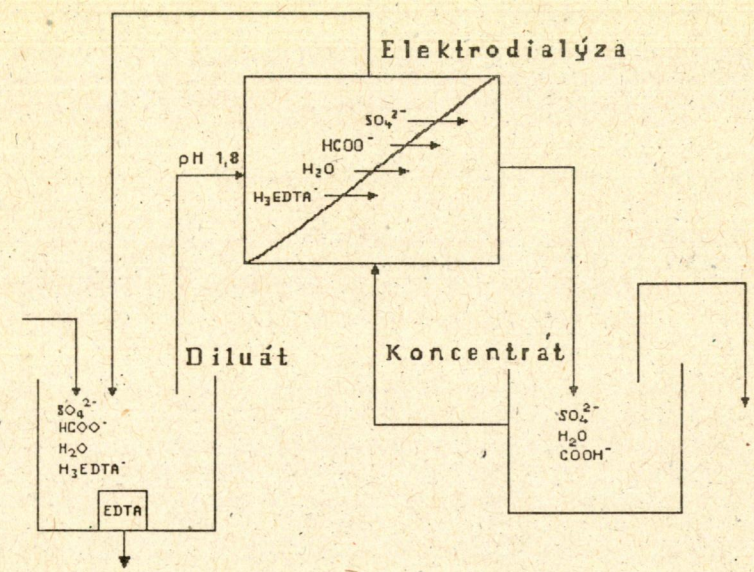 Elektrodialýza
SO₄²⁻
HCOO⁻
pH 1,8
H₂O
H₃EDTA⁻
Diluát
Koncentrát
SO₄²⁻
HCOO⁻
H₂O
H₃EDTA⁻
EDTA
SO₄²⁻
H₂O
COOH⁻